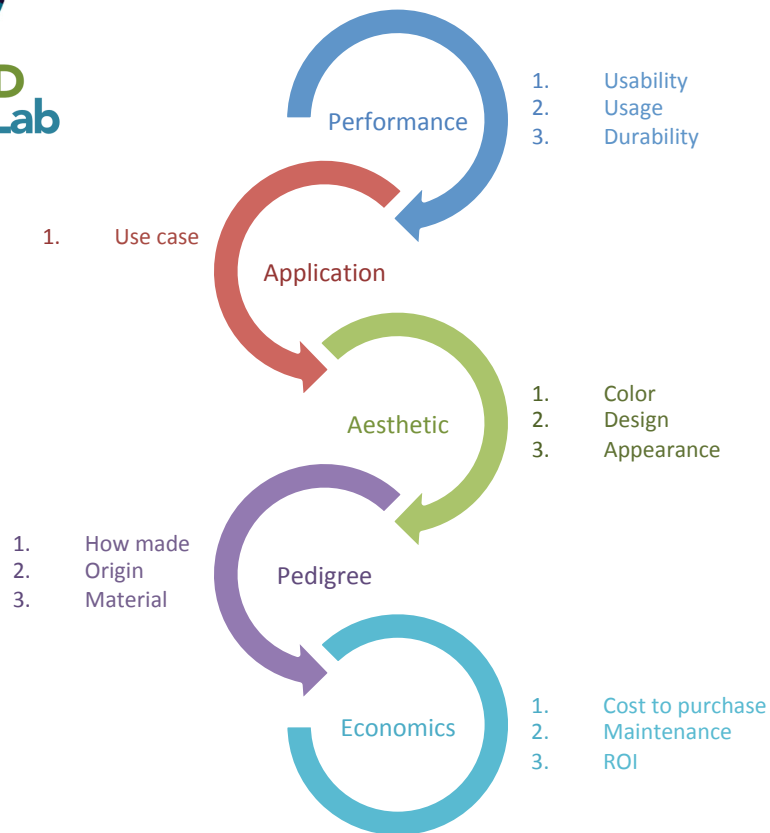 D
Lab
Performance
1. Usability
2. Usage
3. Durability
1. Use case
Application
Aesthetic
1. Color
2. Design
3. Appearance
1. How made
2. Origin
3. Material
Pedigree
Economics
1. Cost to purchase
2. Maintenance
3. ROI